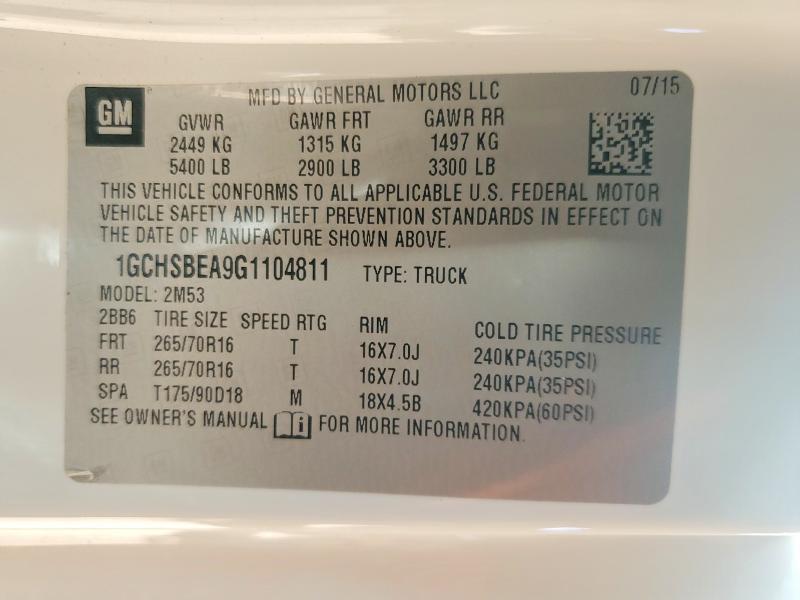 GM
MFD BY GENERAL MOTORS LLC 07/15
GVWR GAWR FRT GAWR RR
2449 KG 1315 KG 1497 KG
5400 LB 2900 LB 3300 LB
THIS VEHICLE CONFORMS TO ALL APPLICABLE U.S. FEDERAL MOTOR
VEHICLE SAFETY AND THEFT PREVENTION STANDARDS IN EFFECT ON
THE DATE OF MANUFACTURE SHOWN ABOVE.
1GCHSBEA9G1104811 TYPE: TRUCK
MODEL: 2M53
2BB6 TIRE SIZE SPEED RTG RIM COLD TIRE PRESSURE
FRT 265/70R16 T 16X7.0J 240KPA(35PSI)
RR 265/70R16 T 16X7.0J 240KPA(35PSI)
SPA T175/90D18 M 18X4.5B 420KPA(60PSI)
SEE OWNER'S MANUAL i FOR MORE INFORMATION.